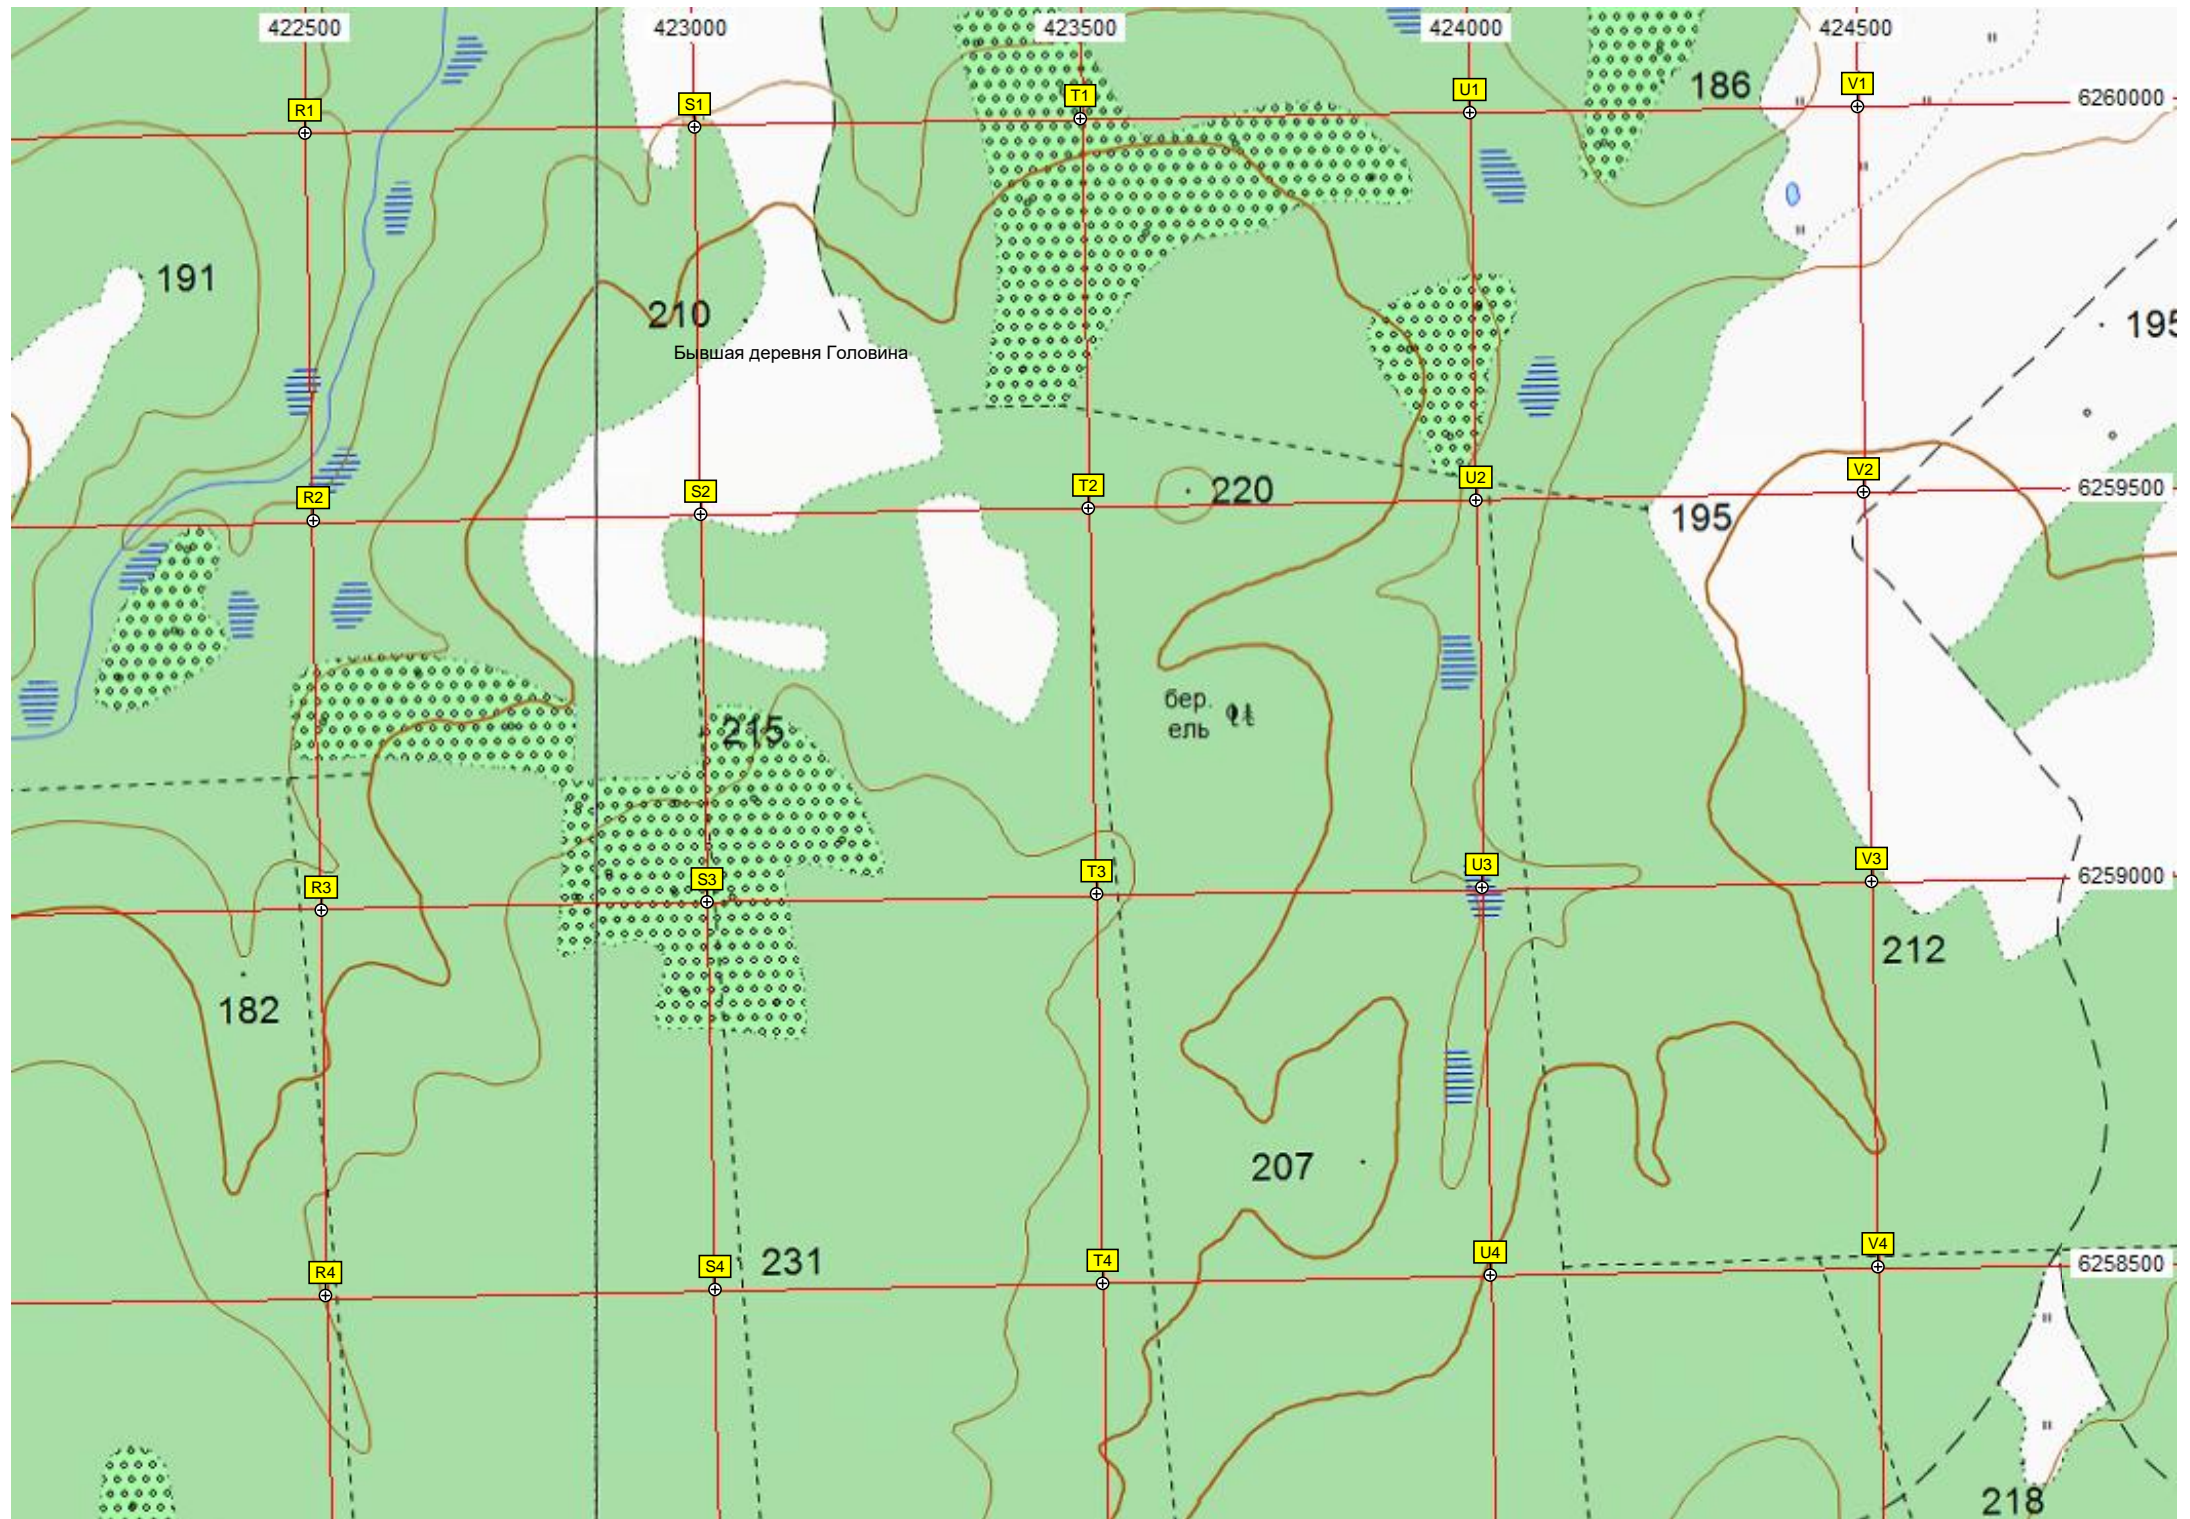 422500 423000 423500 424000 424500
186
R1 S1 T1 U1 V1 6260000
191
210
195
Бывшая деревня Головина
R2 S2 T2 U2 V2 6259500
220
195
бер.
ель
215
R3 S3 T3 U3 V3 6259000
212
182
207
231
R4 S4 T4 U4 V4 6258500
218